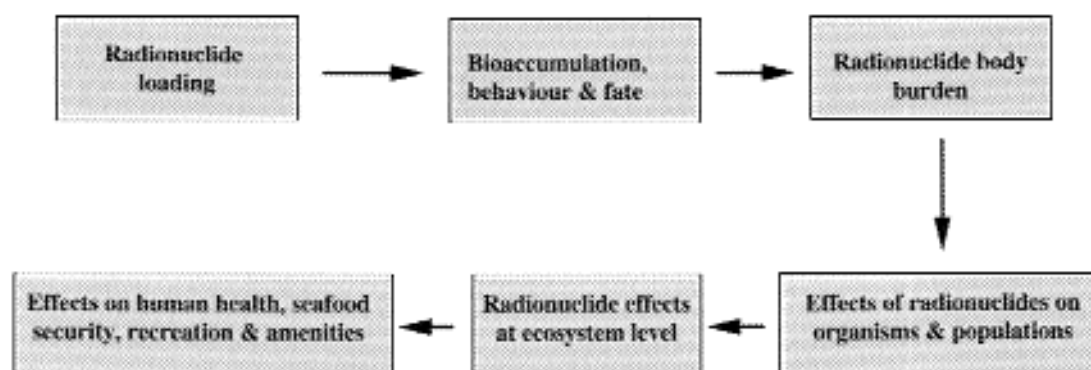 Radionuclide
loading
Bioaccumulation,
behaviour & fate
Radionuclide body
burden
Effects of radionuclides on
organisms & populations
Radionuclide effects
at ecosystem level
Effects on human health, seafood
security, recreation & amenities